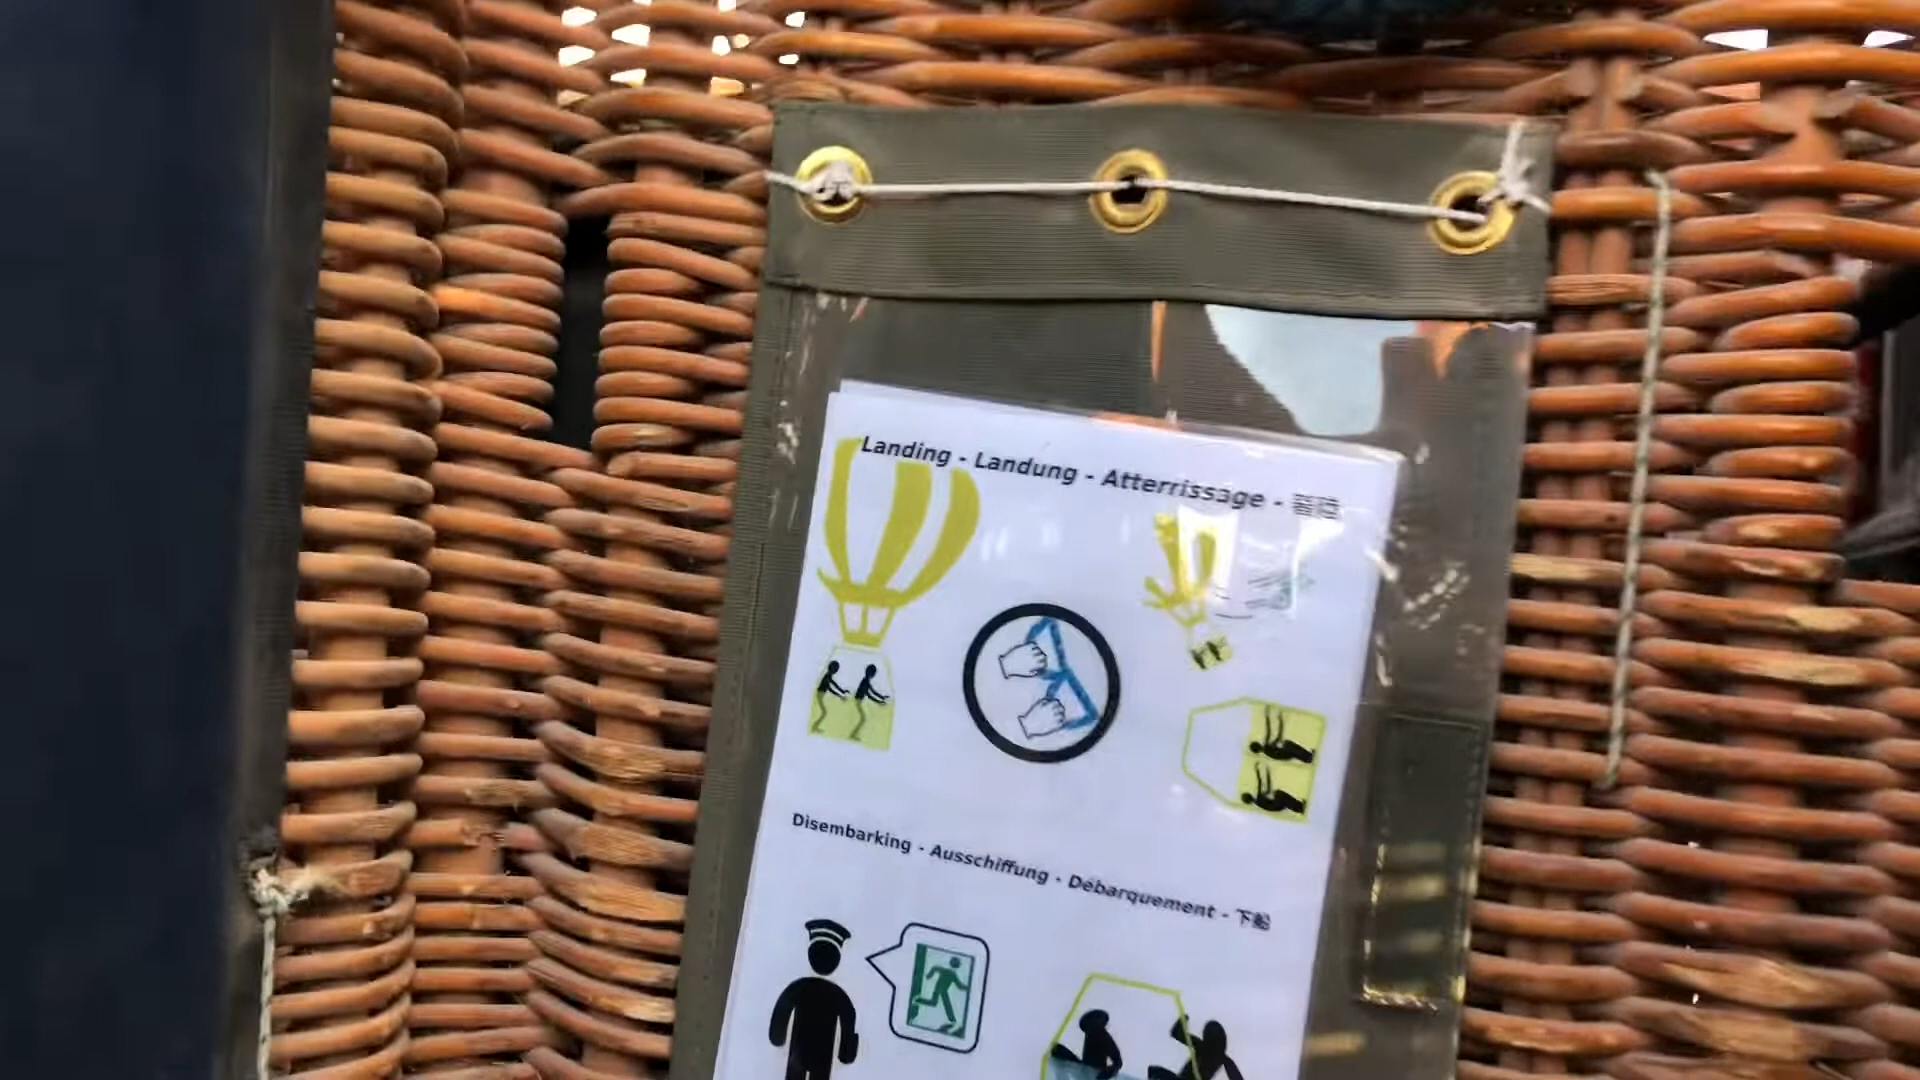 Landing - Landung - Atterrissage - 着陸
Disembarking - Ausschiffung - Débarquement - 下船